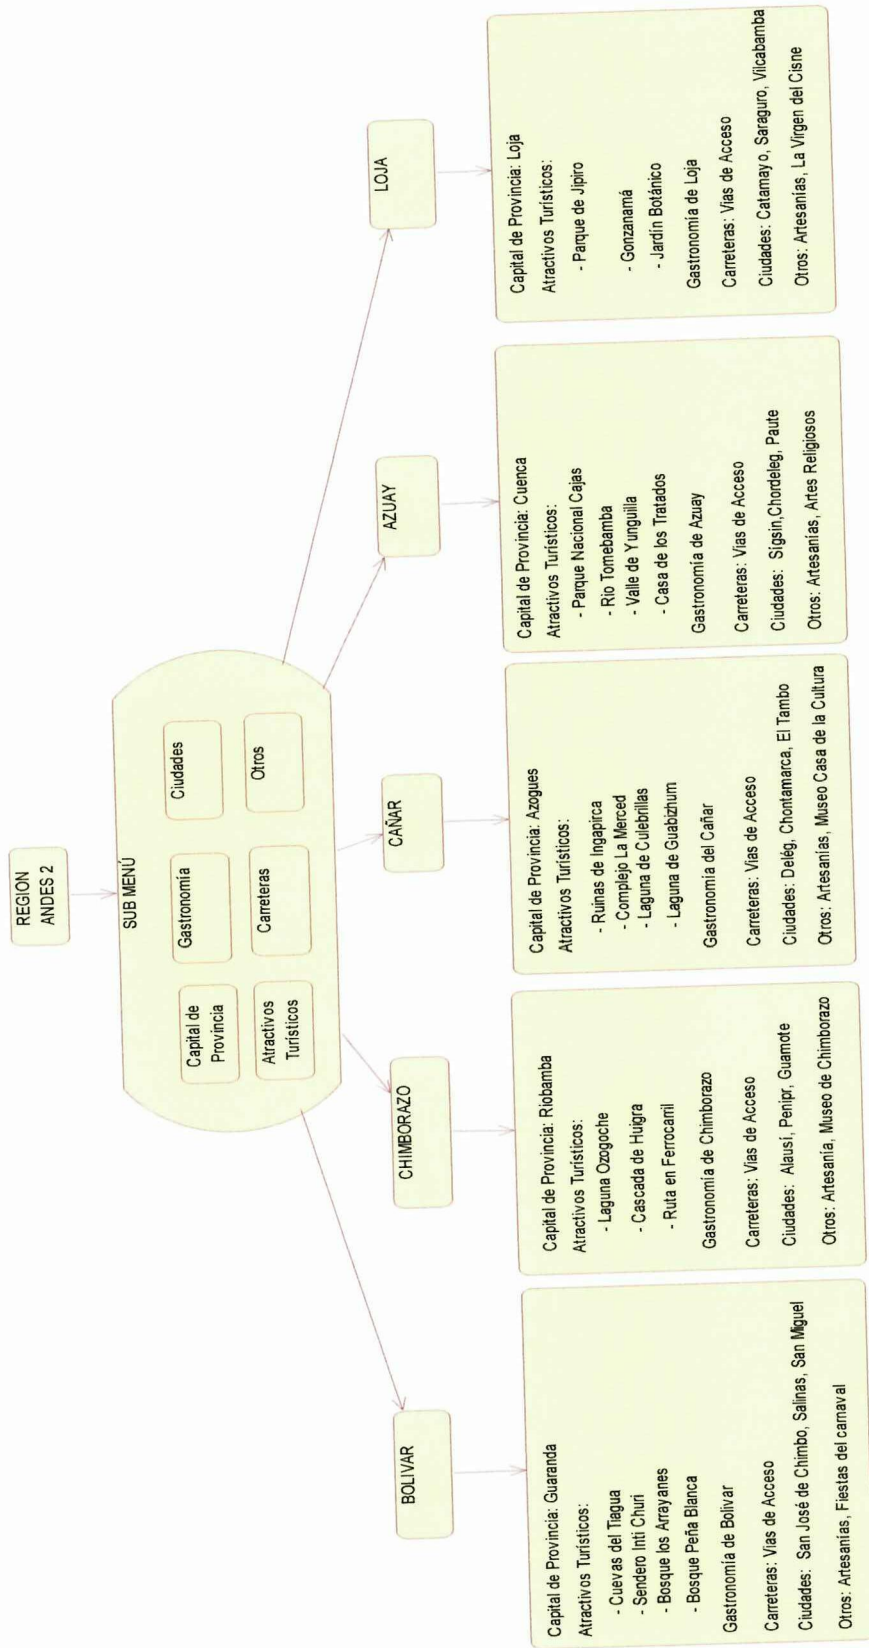 REGION
ANDES 2
SUB MENÚ
Capital de
Provincia
Gastronomía
Ciudades
Atractivos
Turísticos
Carreteras
Otros
BOLIVAR
CHIMBORAZO
CAÑAR
AZUAY
LOJA
Capital de Provincia: Guaranda
Atractivos Turísticos:
- Cuevas del Tiagua
- Sendero Inti Churi
- Bosque los Arrayanes
- Bosque Peña Blanca
Gastronomía de Bolivar
Carreteras: Vías de Acceso
Ciudades: San José de Chimbo, Salinas, San Miguel
Otros: Artesanías, Fiestas del carnaval
Capital de Provincia: Riobamba
Atractivos Turísticos:
- Laguna Ozogoche
- Cascada de Huigra
- Ruta en Ferrocarril
Gastronomía de Chimborazo
Carreteras: Vías de Acceso
Ciudades: Alausí, Penipr, Guamote
Otros: Artesanía, Museo de Chimborazo
Capital de Provincia: Azogues
Atractivos Turísticos:
- Ruinas de Ingapirca
- Complejo La Merced
- Laguna de Culebrillas
- Laguna de Guabizhum
Gastronomía del Cañar
Carreteras: Vías de Acceso
Ciudades: Delég, Chontamarca, El Tambo
Otros: Artesanías, Museo Casa de la Cultura
Capital de Provincia: Cuenca
Atractivos Turísticos:
- Parque Nacional Cajas
- Rio Tomebamba
- Valle de Yunguilla
- Casa de los Tratados
Gastronomía de Azuay
Carreteras: Vías de Acceso
Ciudades: Sigsin,Chordeleg, Paute
Otros: Artesanías, Artes Religiosos
Capital de Provincia: Loja
Atractivos Turísticos:
- Parque de Jipiro
- Gonzanamá
- Jardín Botánico
Gastronomía de Loja
Carreteras: Vías de Acceso
Ciudades: Catamayo, Saraguro, Vilcabamba
Otros: Artesanías, La Virgen del Cisne